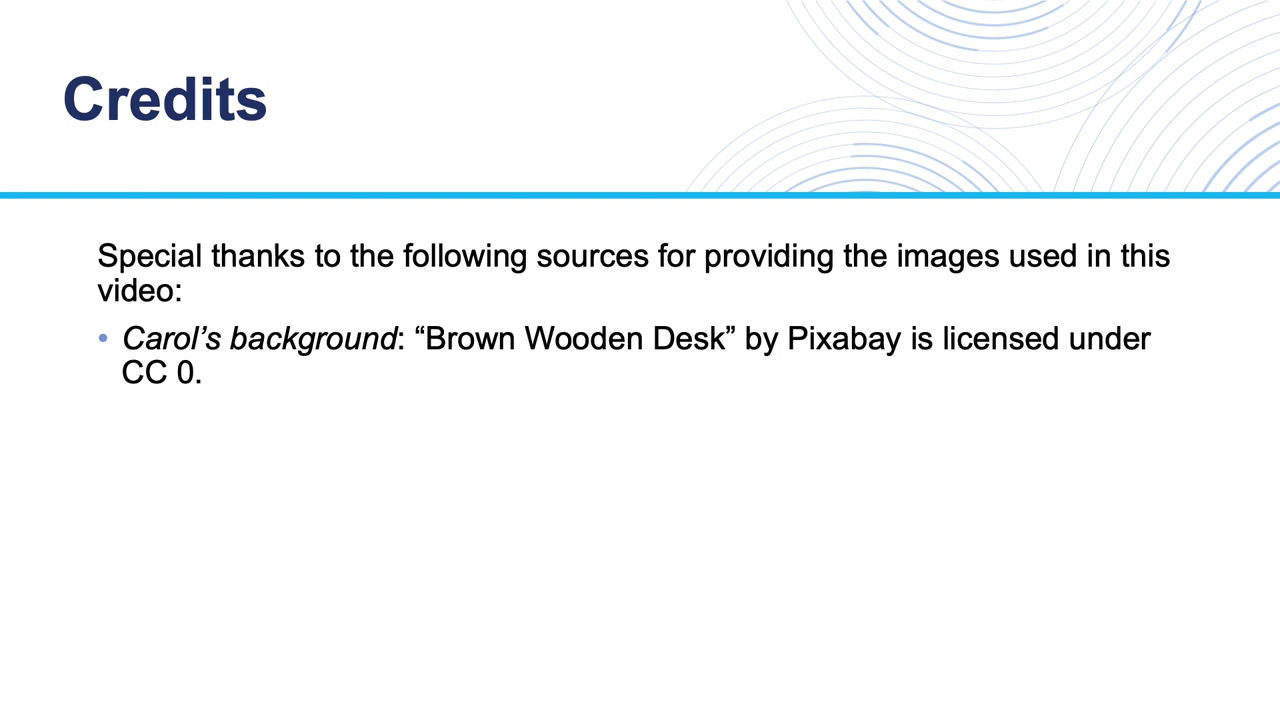 Credits
Special thanks to the following sources for providing the images used in this
video:
• Carol’s background: “Brown Wooden Desk” by Pixabay is licensed under
CC 0.